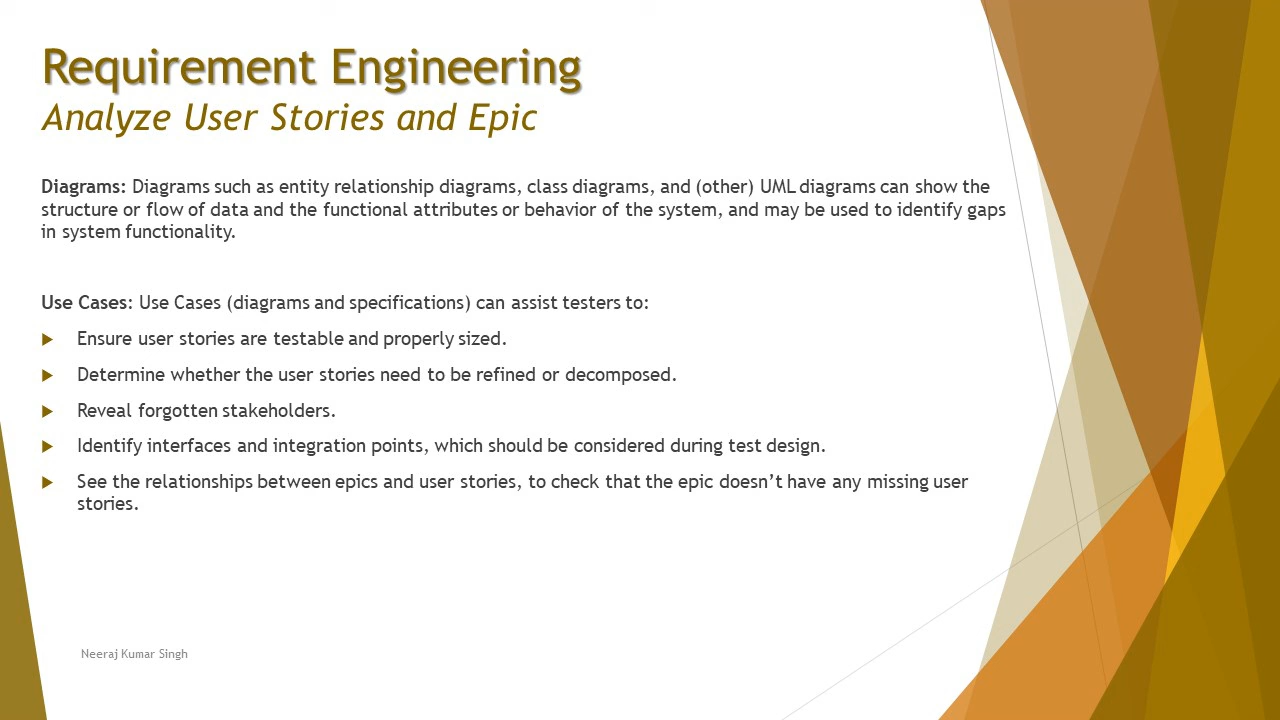 Requirement Engineering
Analyze User Stories and Epic
Diagrams: Diagrams such as entity relationship diagrams, class diagrams, and (other) UML diagrams can show the
structure or flow of data and the functional attributes or behavior of the system, and may be used to identify gaps
in system functionality.
Use Cases: Use Cases (diagrams and specifications) can assist testers to:
Ensure user stories are testable and properly sized.
Determine whether the user stories need to be refined or decomposed.
Reveal forgotten stakeholders.
Identify interfaces and integration points, which should be considered during test design.
See the relationships between epics and user stories, to check that the epic doesn’t have any missing user
stories.
Neeraj Kumar Singh